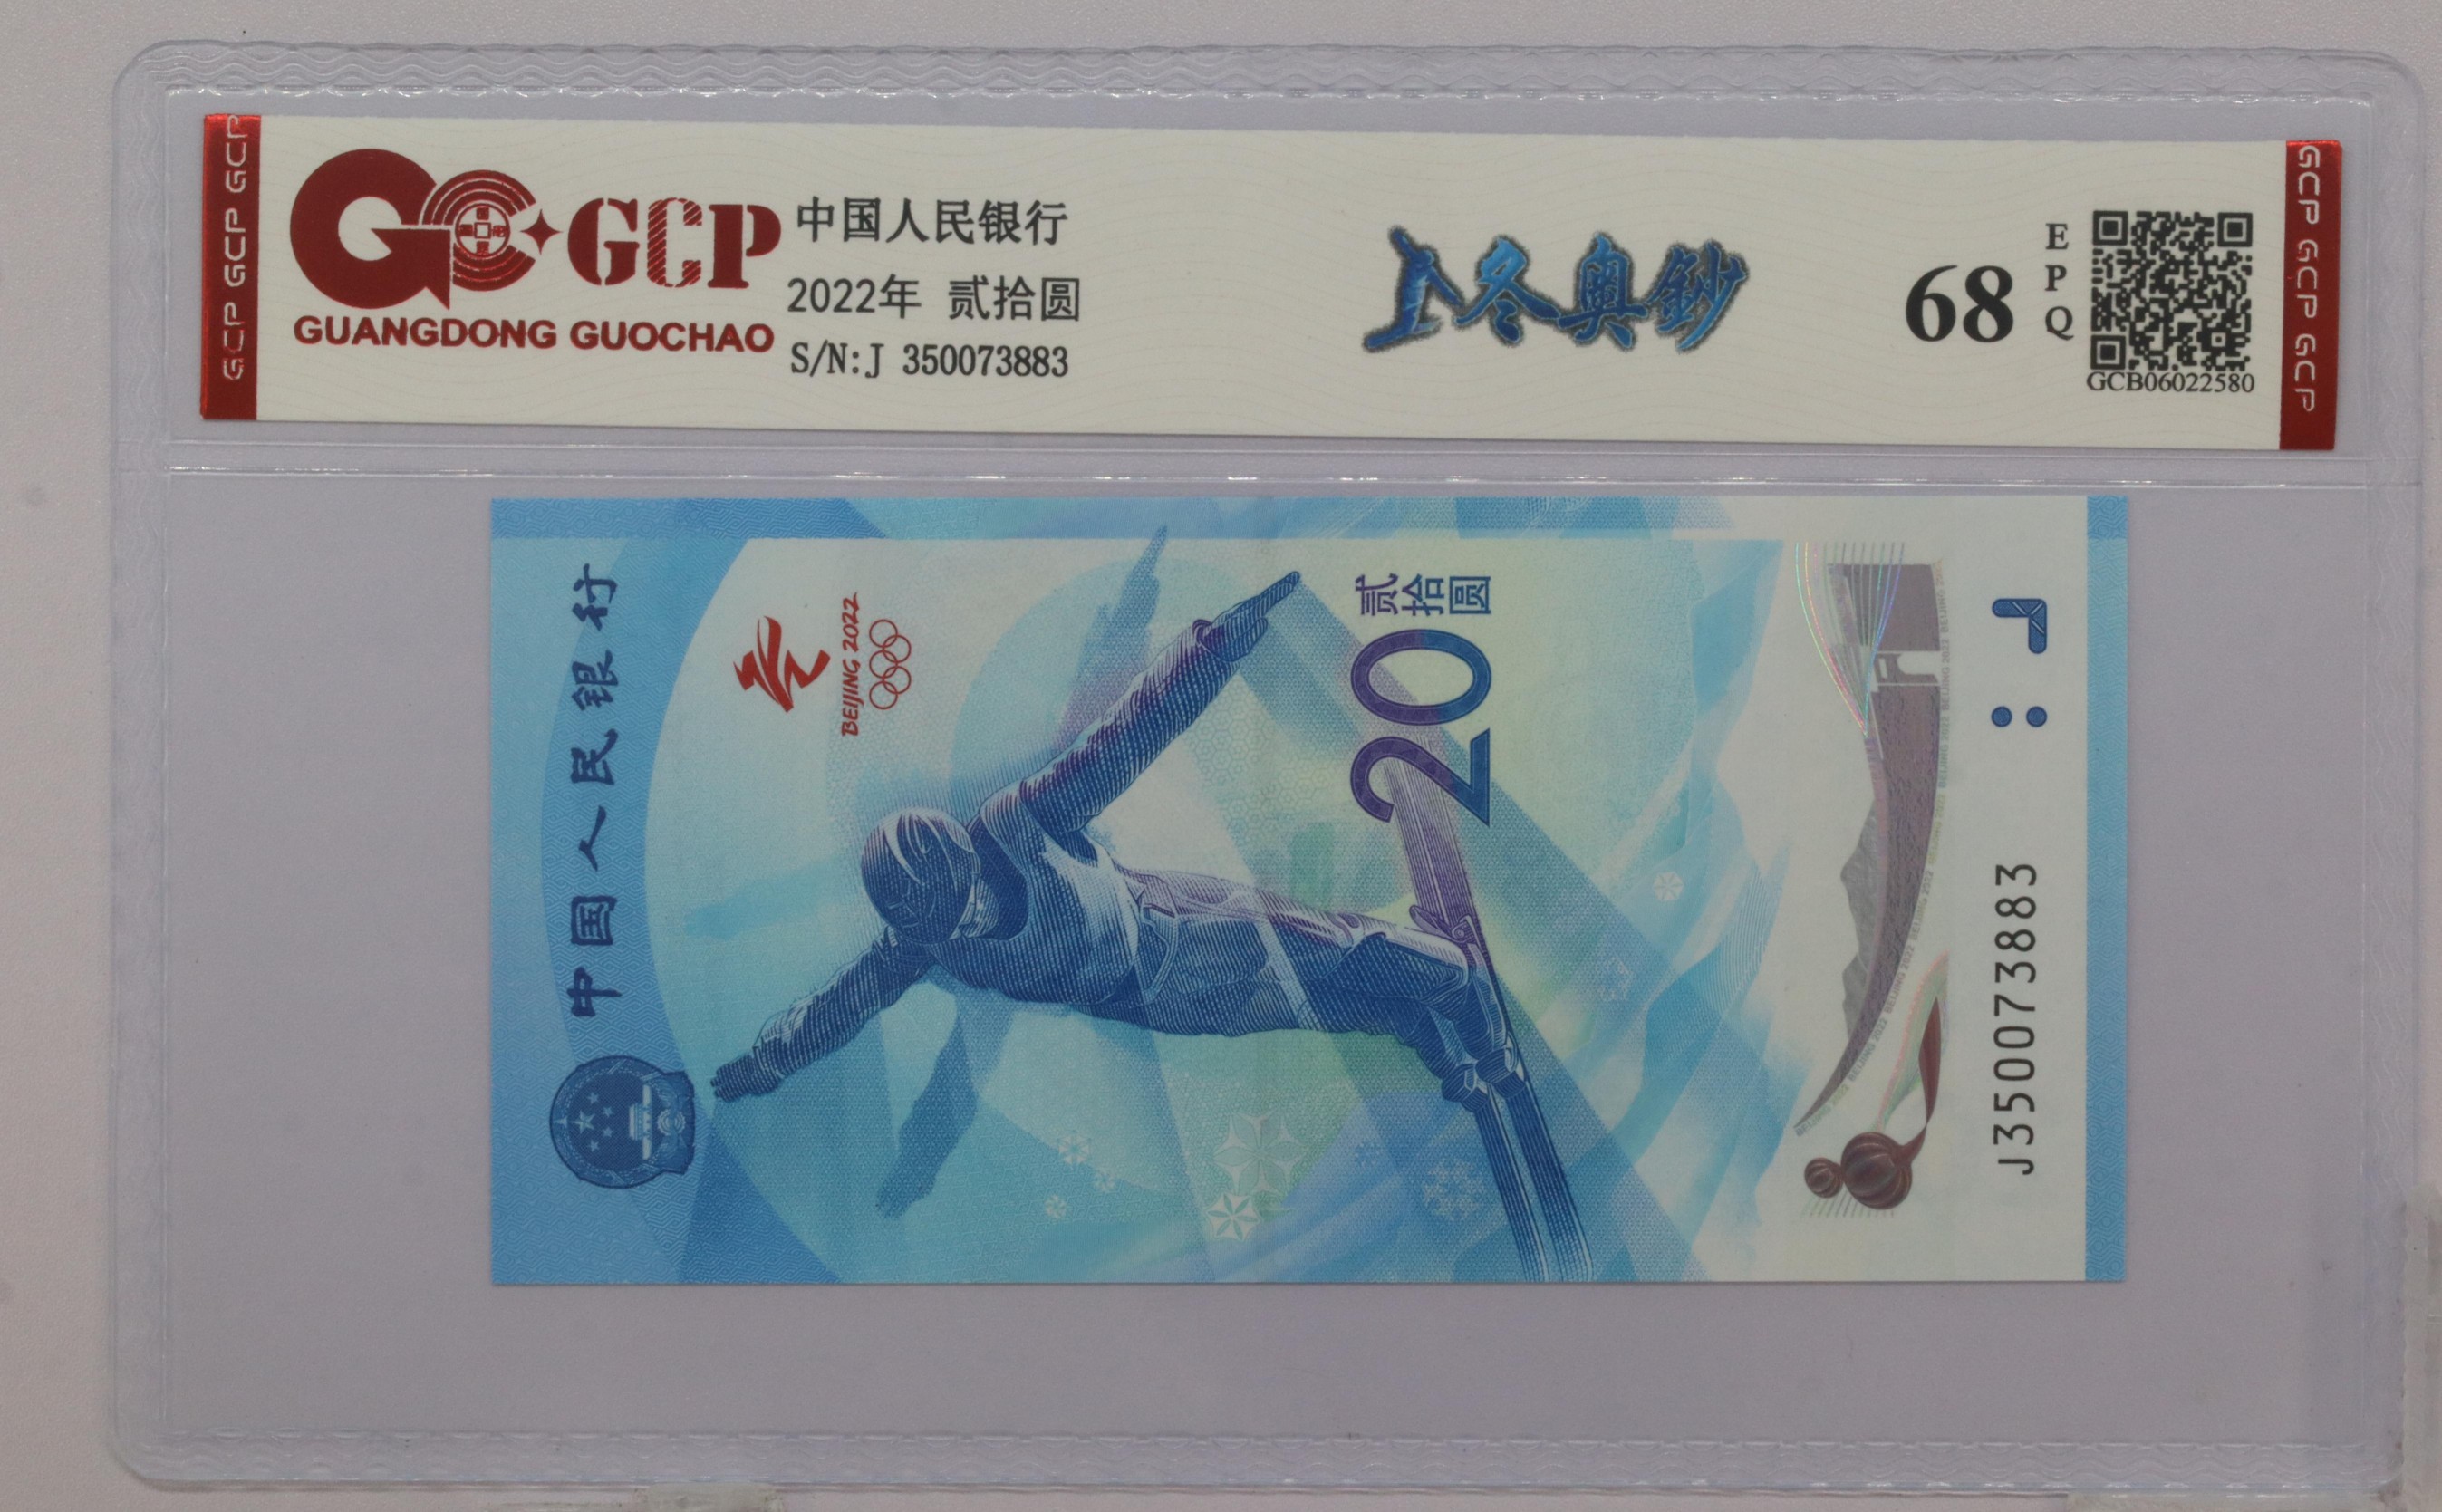 GCP GCP GCP
GCP
GUANGDONG GUOCHAO
中国人民银行
2022年 贰拾圆
S/N:J 350073883
冬奥鈔
68
E
P
Q
GCB06022580
GCP GCP GCP
中国人民银行
BEIJING 2022
贰拾圆
20
J350073883